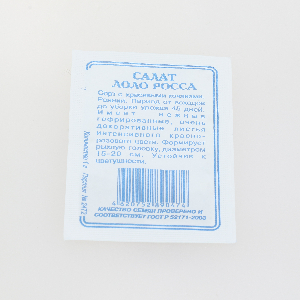 САЛАТ
ЛОЛО РОССА
Сорт с красивыми кочанами.
Ранний. Период от всходов
до уборки урожая 45 дней.
Имеет нежные
гофрированные, очень
декоративные листья
интенсивного красно-
розового цвета. Формирует
рыхлую головку, диаметром
15-20 см. Устойчив к
цветушности.
КАЧЕСТВО СЕМЯН ПРОВЕРЕНО И
СООТВЕТСТВУЕТ ГОСТ Р 52171-2003